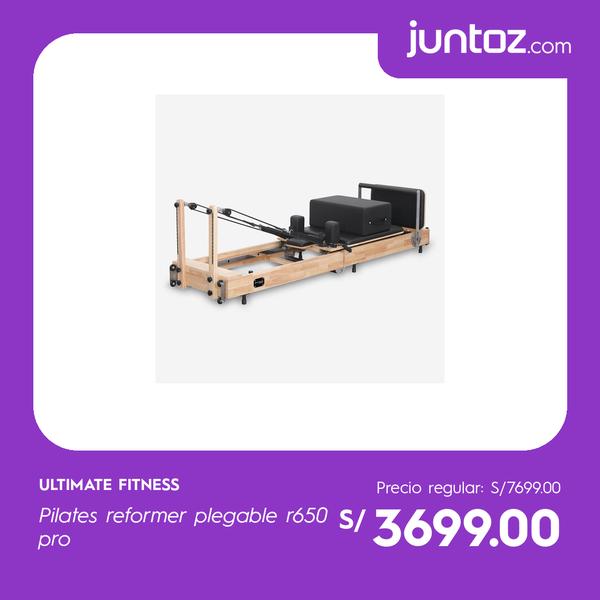 juntoz.com
ULTIMATE FITNESS
Pilates reformer plegable r650
pro
Precio regular: S/7699.00
S/ 3699.00